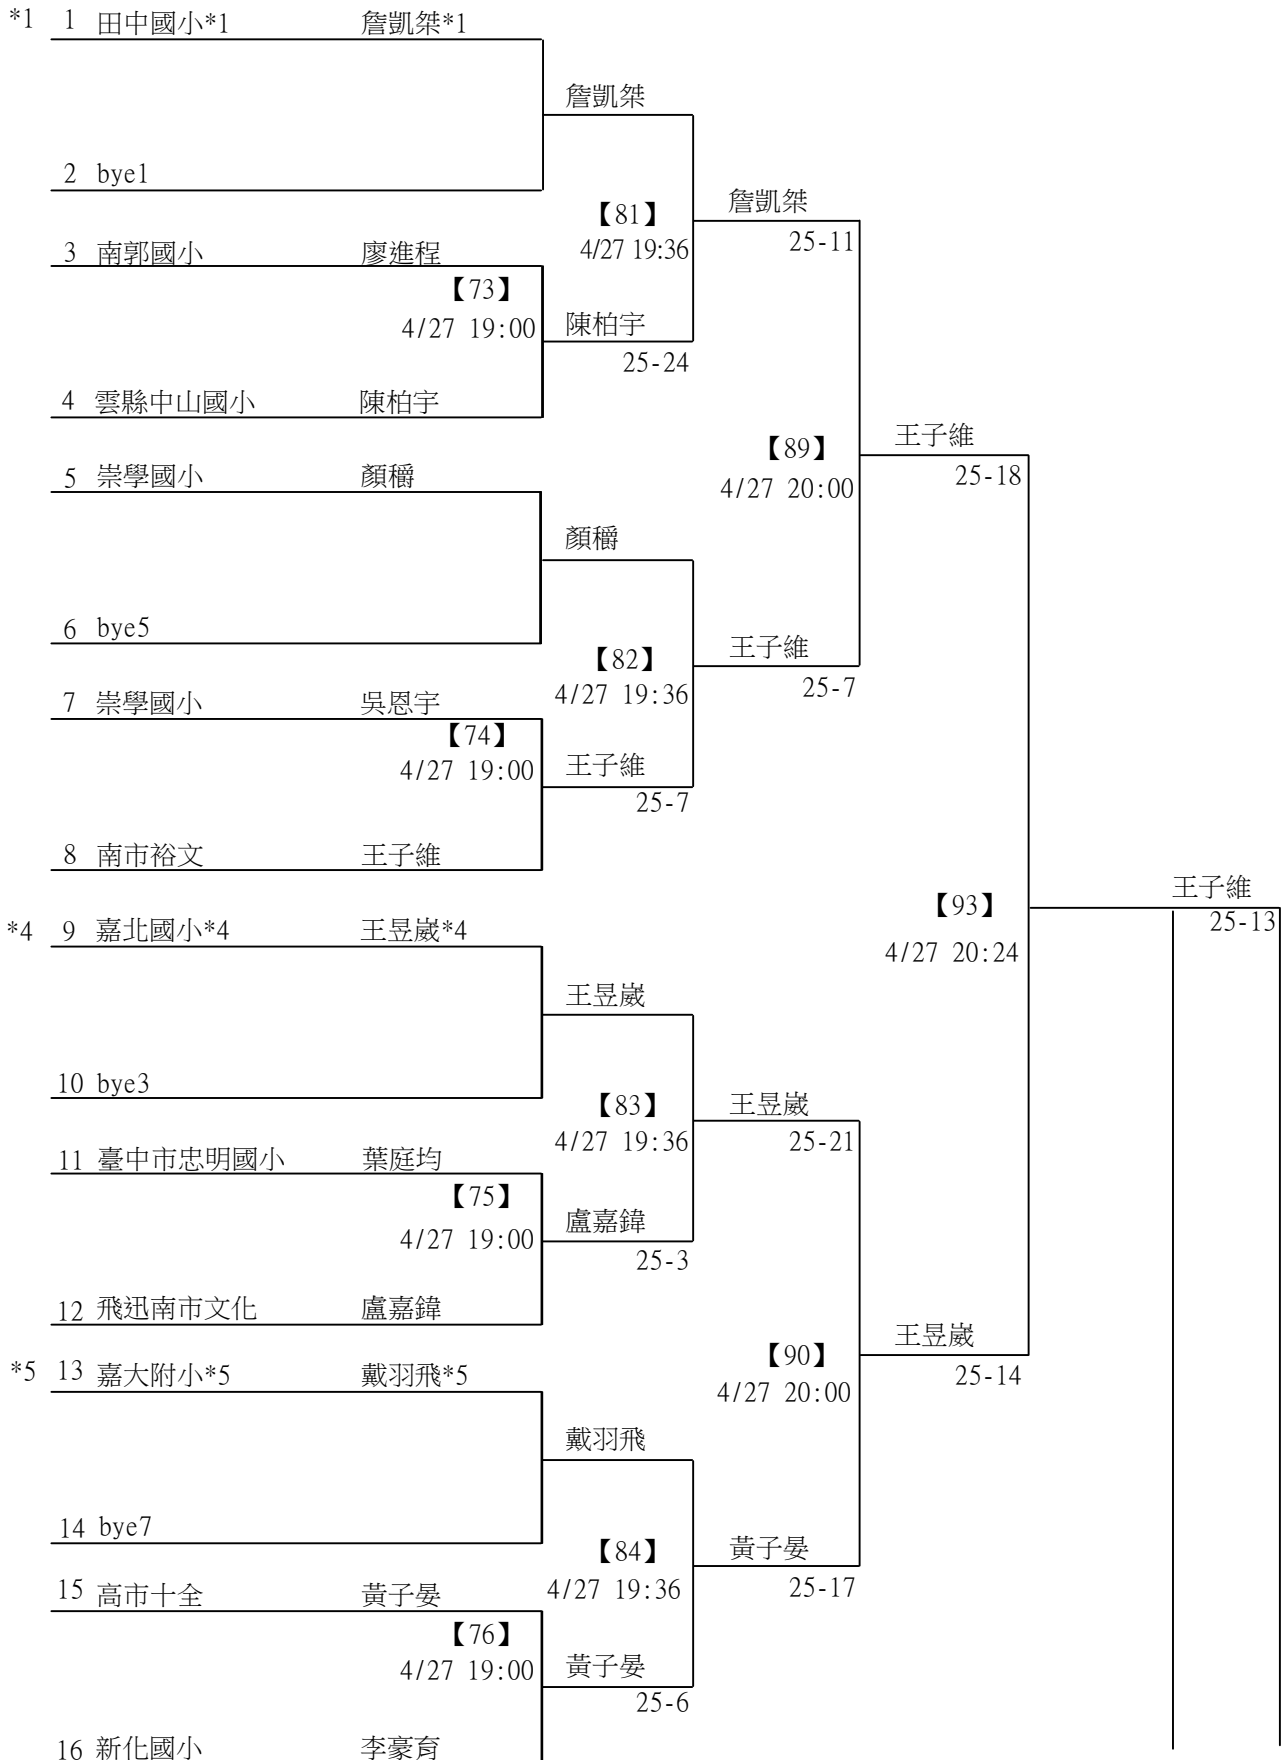 *1 1 田中國小*1 詹凱桀*1
詹凱桀
2 bye1
【81】 詹凱桀
4/27 19:36 25-11
3 南郭國小 廖進程
【73】
4/27 19:00 陳柏宇
25-24
4 雲縣中山國小 陳柏宇
【89】 王子維
4/27 20:00 25-18
5 崇學國小 顏稰
顏稰
6 bye5
【82】 王子維
4/27 19:36 25-7
7 崇學國小 吳恩宇
【74】
4/27 19:00 王子維
25-7
8 南市裕文 王子維
【93】 王子維
4/27 20:24 25-13
*4 9 嘉北國小*4 王昱崴*4
王昱崴
10 bye3
【83】 王昱崴
4/27 19:36 25-21
11 臺中市忠明國小 葉庭均
【75】
4/27 19:00 盧嘉鍏
25-3
12 飛迅南市文化 盧嘉鍏
【90】 王昱崴
4/27 20:00 25-14
*5 13 嘉大附小*5 戴羽飛*5
戴羽飛
14 bye7
【84】 黃子晏
4/27 19:36 25-17
15 高市十全 黃子晏
【76】
4/27 19:00 黃子晏
25-6
16 新化國小 李豪育